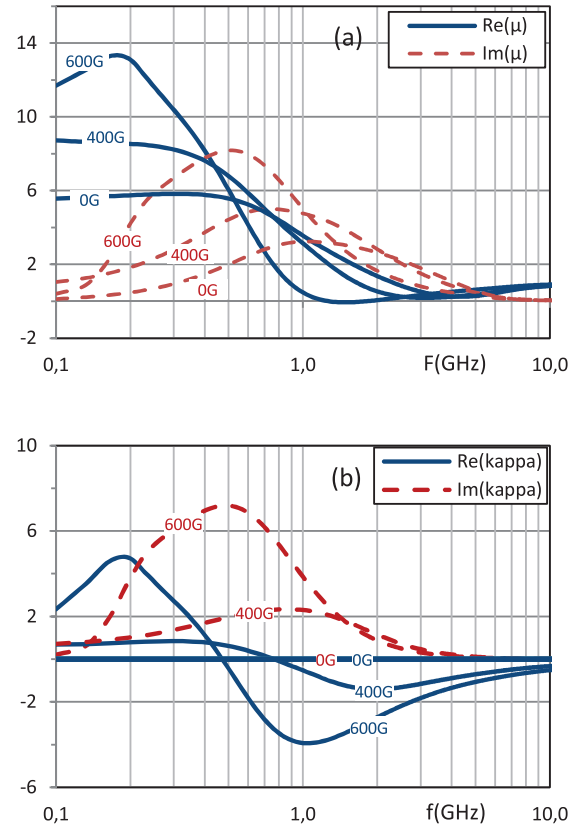 14
(a)
Re(μ)
Im(μ)
600G
10
400G
6
0G
600G
400G
2
0G
-2
0,1
1,0
F(GHz)
10,0
10
(b)
Re(kappa)
Im(kappa)
600G
6
2
400G
0G
0G
-2
400G
600G
-6
0,1
1,0
f(GHz)
10,0